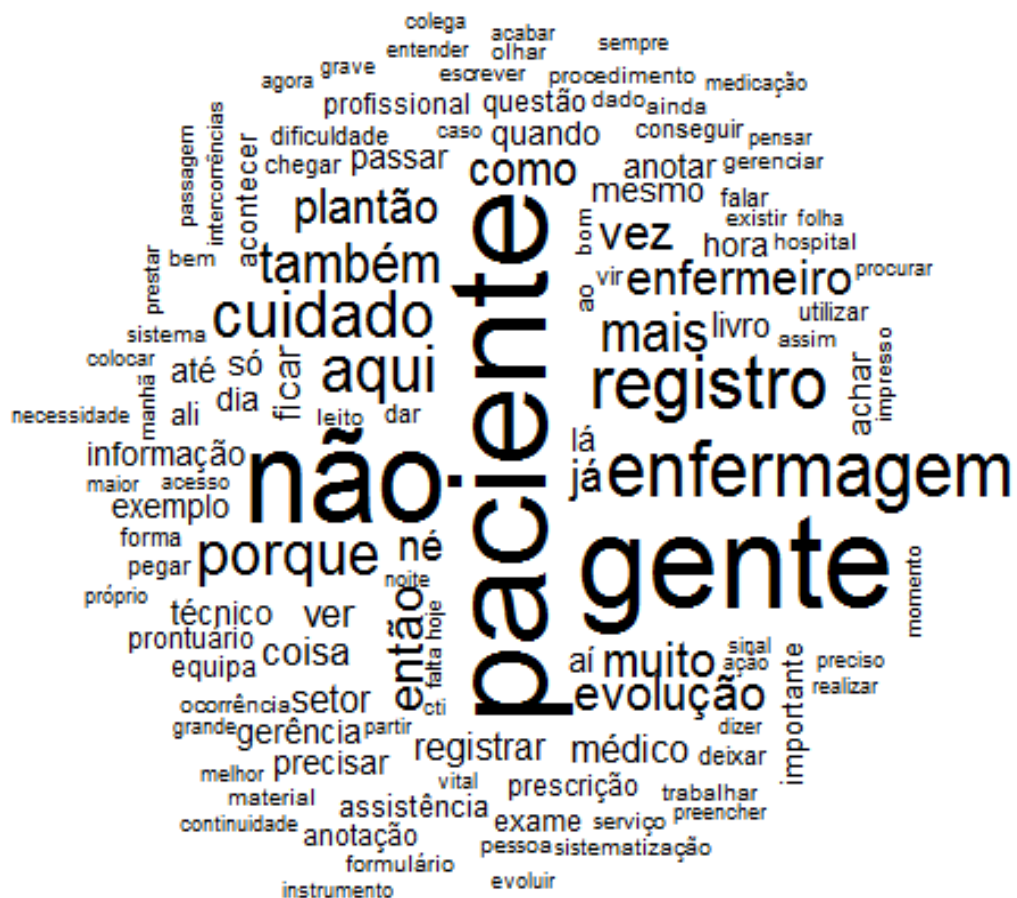 colega
acabar
entender
olhar
sempre
grave
agora
escrever
procedimento
medicação
profissional
questão
dado
ainda
dificuldade
caso
quando
conseguir
pensar
passagem
intercorrências
acontecer
chegar
passar
como
anotar
gerenciar
mesmo
falar
plantão
bom
vez
existir
folha
hora
hospital
prestar
bem
também
ao
vir
enfermeiro
procurar
sistema
cuidado
mais
livro
utilizar
assim
colocar
até
só
ficar
aqui
paciente
registro
achar
impresso
necessidade
manhã
ali
dia
leito
dar
lá
informação
não
já
enfermagem
maior
acesso
exemplo
forma
pegar
porque
né
gente
momento
próprio
noite
técnico
ver
então
hoje
falta
prontuário
equipa
coisa
aí
muito
sinal
ação
importante
preciso
ocorrência
setor
cti
evolução
realizar
grande
gerência
partir
dizer
registrar
médico
deixar
melhor
precisar
vital
prescrição
trabalhar
material
continuidade
assistência
exame
serviço
preencher
anotação
pessoa
sistematização
formulário
instrumento
evoluir